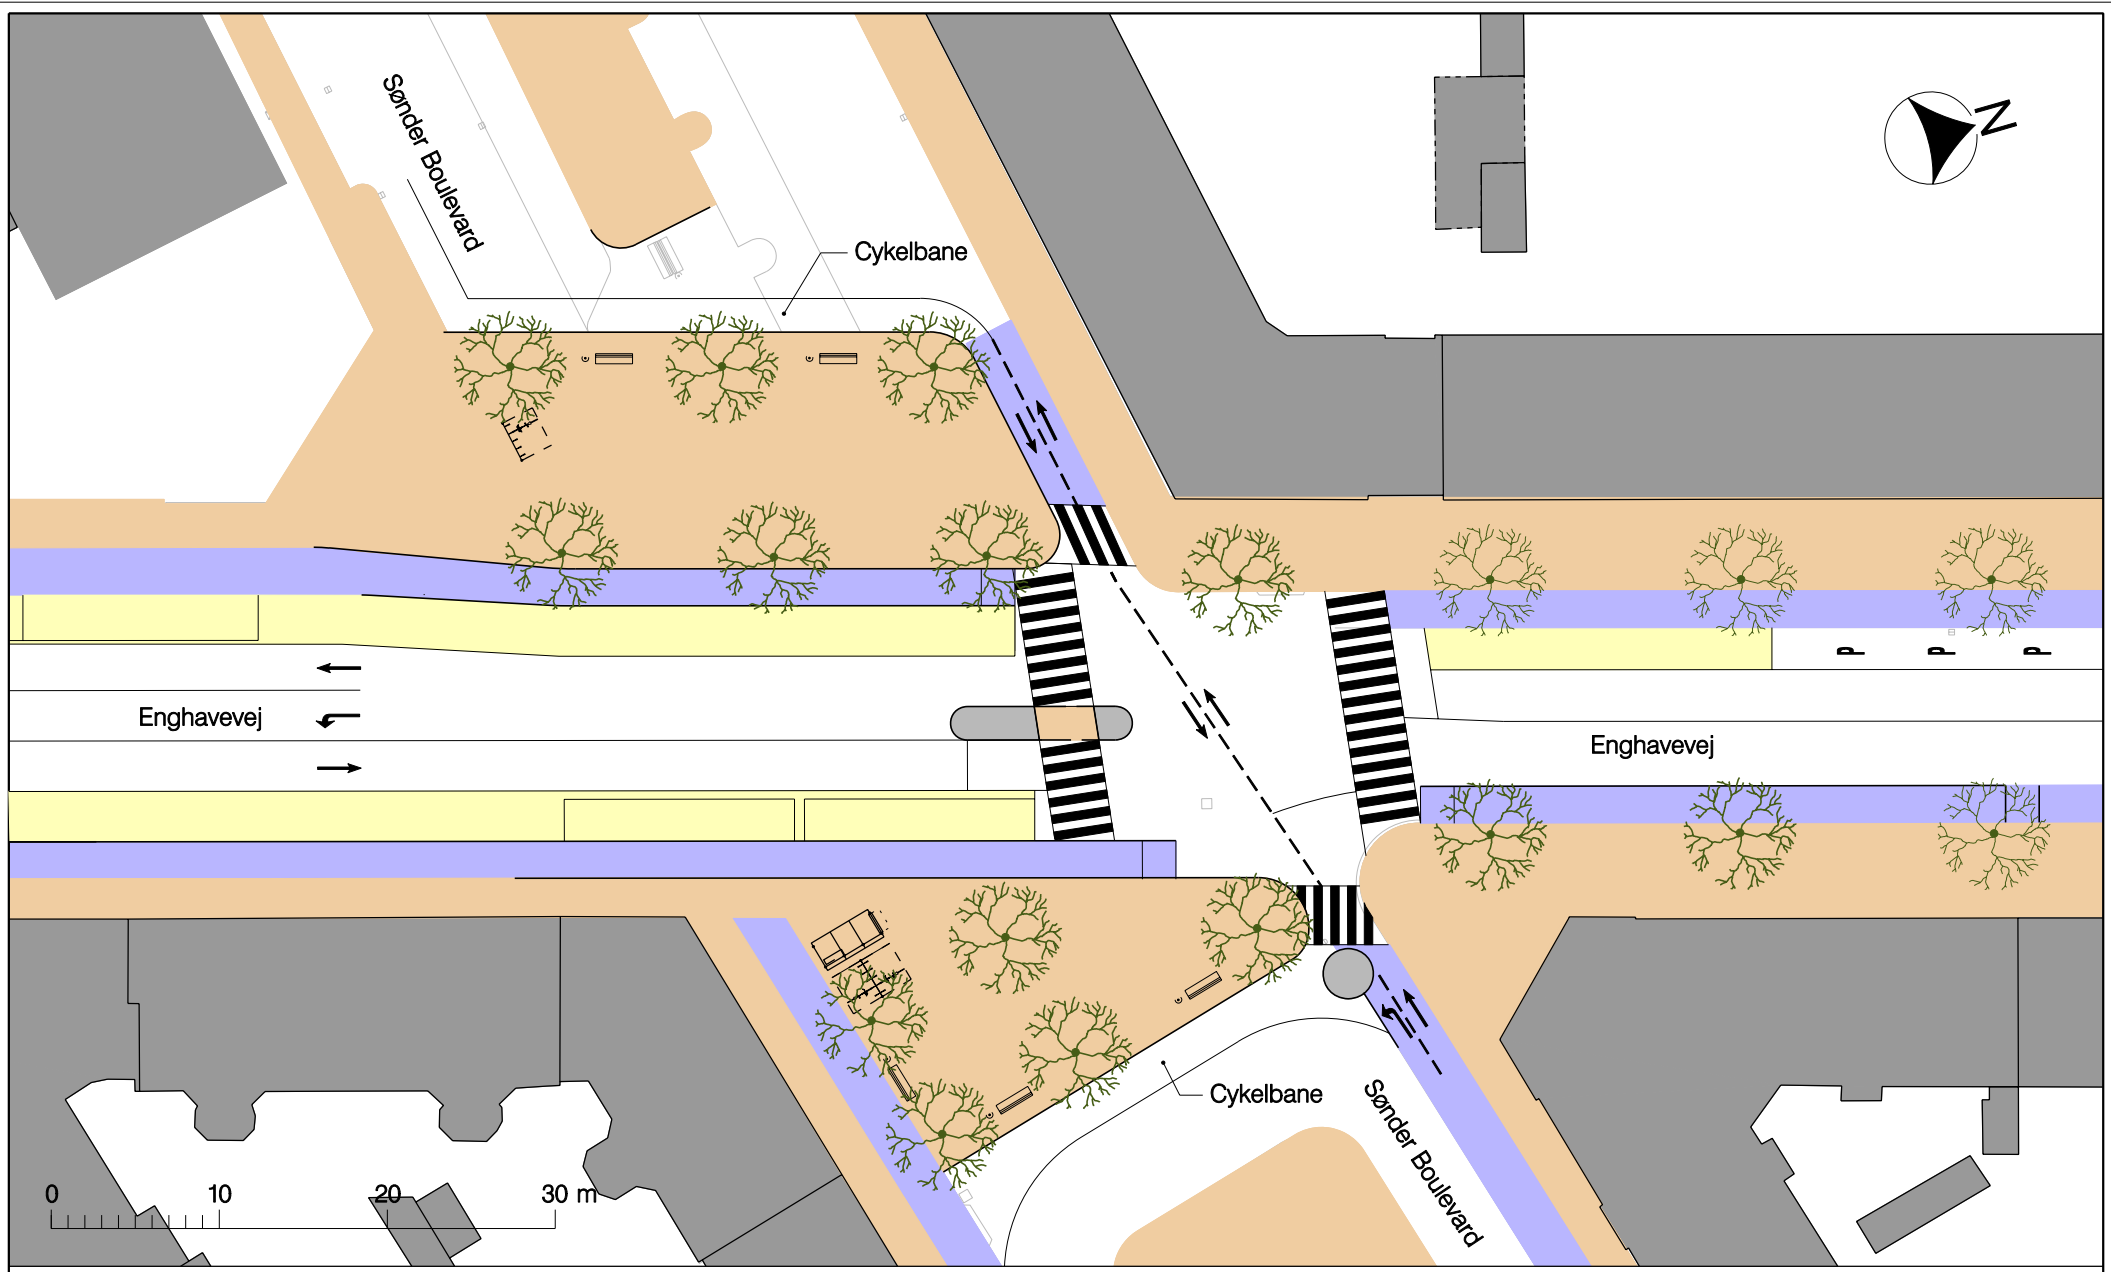 Sønder Boulevard
N
Cykelbane
P P P
Enghavevej
Enghavevej
Cykelbane
Sønder Boulevard
0 10 20 30 m